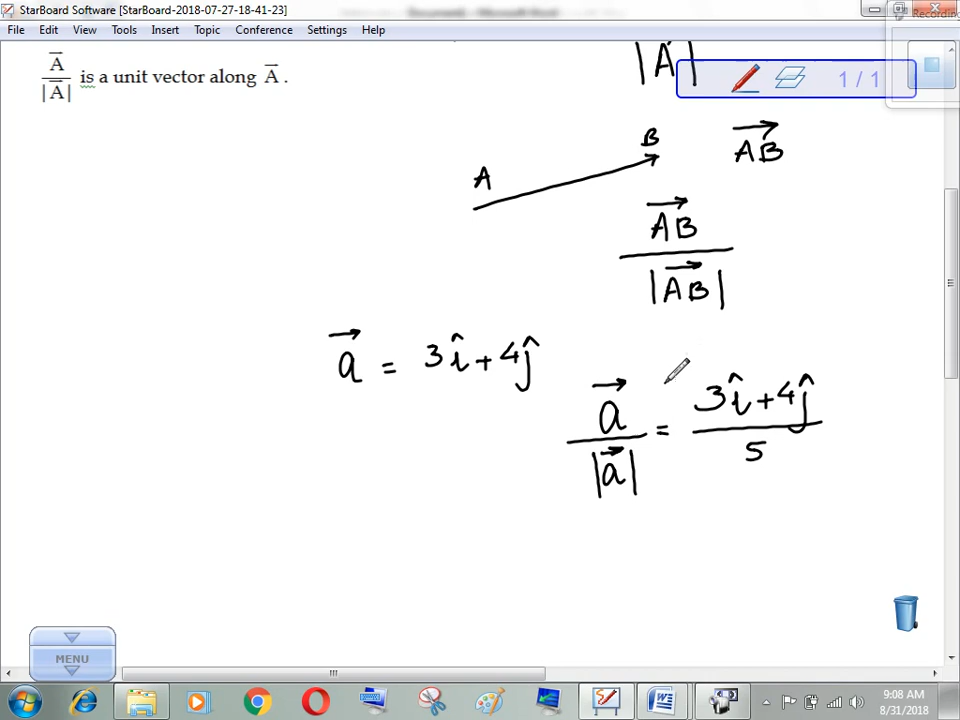 StarBoard Software [StarBoard-2018-07-27-18-41-23]
Recording
File Edit View Tools Insert Topic Conference Settings Help
A⃗
|A⃗| is a unit vector along A⃗ .
|A⃗|
1 / 1
A B AB⃗
AB⃗
|AB⃗|
a⃗ = 3î + 4ĵ
a⃗ = 3î + 4ĵ
|a⃗| 5
MENU
9:08 AM
8/31/2018